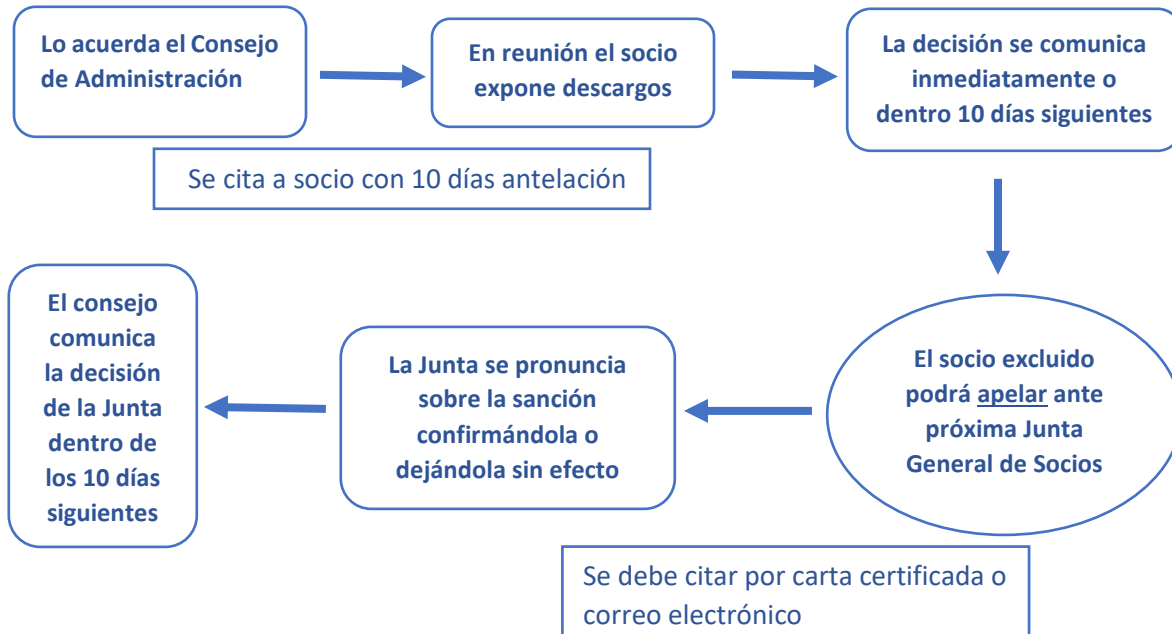 Lo acuerda el Consejo
de Administración
En reunión el socio
expone descargos
La decisión se comunica
inmediatamente o
dentro 10 días siguientes
Se cita a socio con 10 días antelación
El socio excluido
podrá apelar ante
próxima Junta
General de Socios
La Junta se pronuncia
sobre la sanción
confirmándola o
dejándola sin efecto
El consejo
comunica
la decisión
de la Junta
dentro de
los 10 días
siguientes
Se debe citar por carta certificada o
correo electrónico